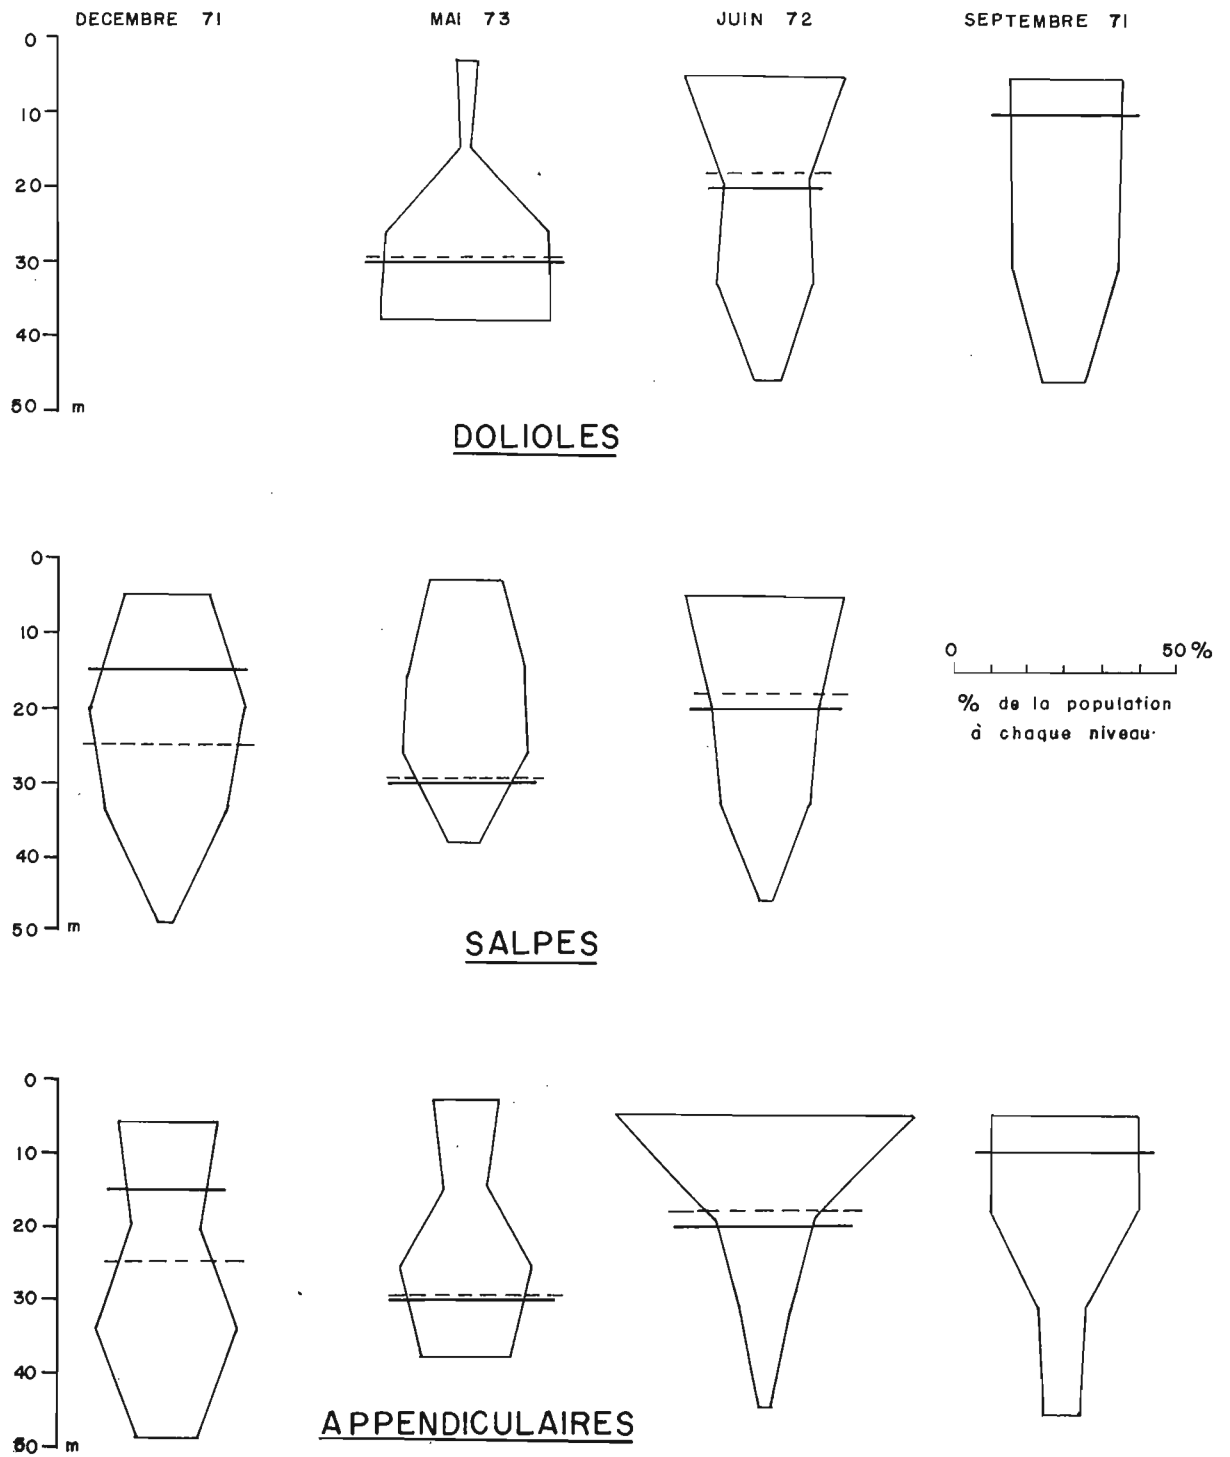 DECEMBRE 71
MAI 73
JUIN 72
SEPTEMBRE 71
0
10
20
30
40
50 m
DOLIOLES
0
10
20
30
40
50 m
SALPES
0 50%
% de la population
à chaque niveau.
0
10
20
30
40
50 m
APPENDICULAIRES